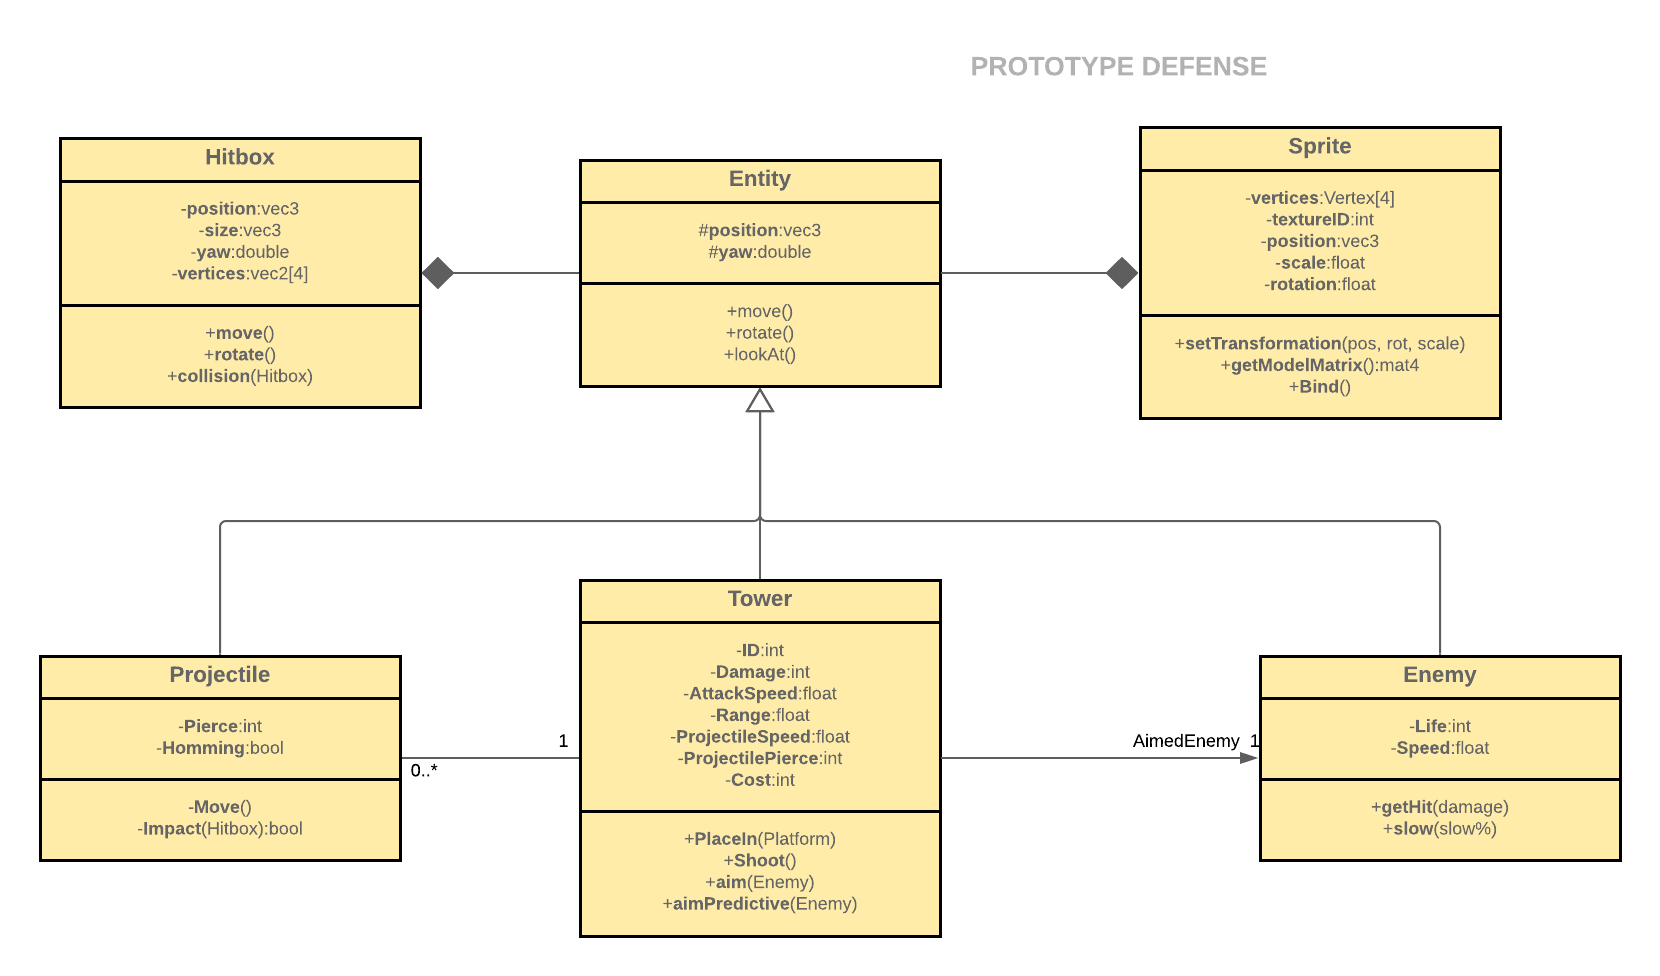 PROTOTYPE DEFENSE
Hitbox
-position:vec3
-size:vec3
-yaw:double
-vertices:vec2[4]
+move()
+rotate()
+collision(Hitbox)
Entity
#position:vec3
#yaw:double
+move()
+rotate()
+lookAt()
Sprite
-vertices:Vertex[4]
-textureID:int
-position:vec3
-scale:float
-rotation:float
+setTransformation(pos, rot, scale)
+getModelMatrix():mat4
+Bind()
Projectile
-Pierce:int
-Homming:bool
-Move()
-Impact(Hitbox):bool
1
0..*
Tower
-ID:int
-Damage:int
-AttackSpeed:float
-Range:float
-ProjectileSpeed:float
-ProjectilePierce:int
-Cost:int
+PlaceIn(Platform)
+Shoot()
+aim(Enemy)
+aimPredictive(Enemy)
AimedEnemy 1
Enemy
-Life:int
-Speed:float
+getHit(damage)
+slow(slow%)